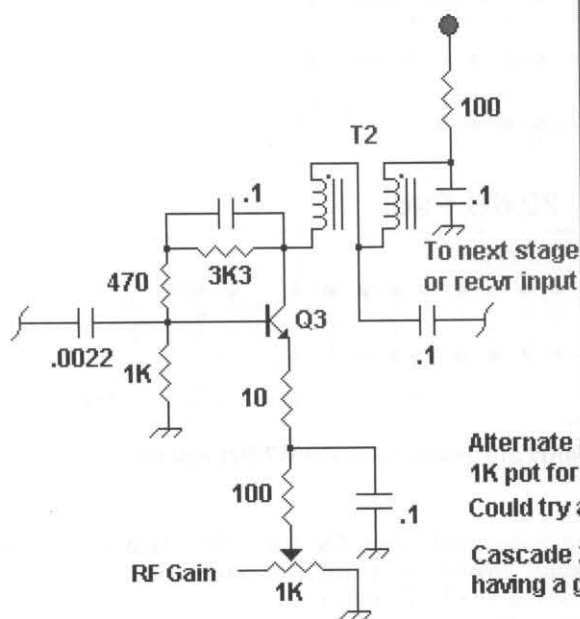 100
T2
.1
.1
3K3
To next stage
or recvr input
470
Q3
.0022
.1
1K
10
Alternate
1K pot for
100
Could try a
.1
Cascade
RF Gain
1K
having a g